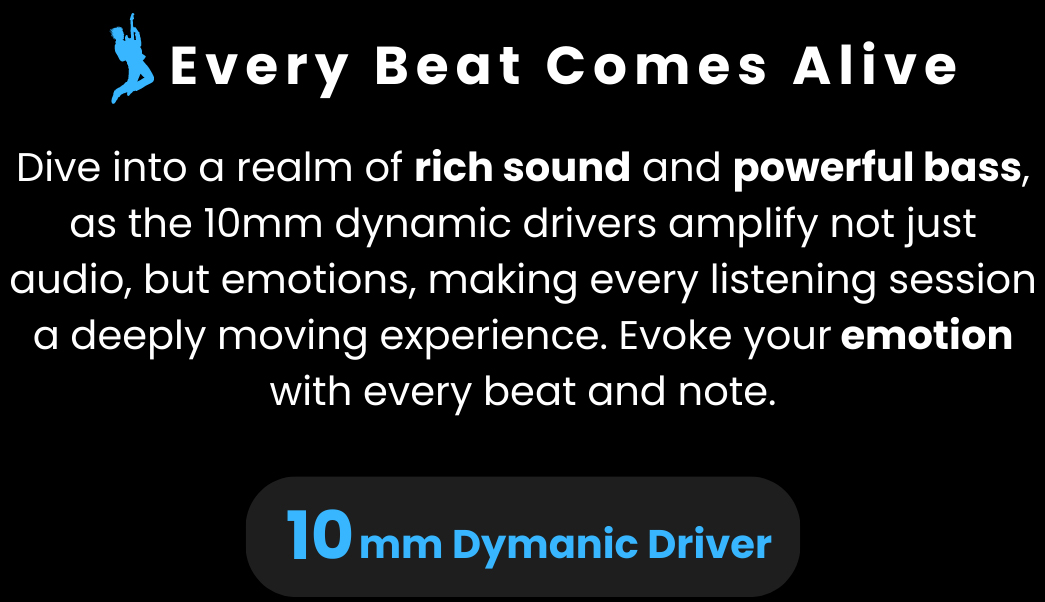 Every Beat Comes Alive
Dive into a realm of rich sound and powerful bass,
as the 10mm dynamic drivers amplify not just
audio, but emotions, making every listening session
a deeply moving experience. Evoke your emotion
with every beat and note.
10 mm Dymanic Driver